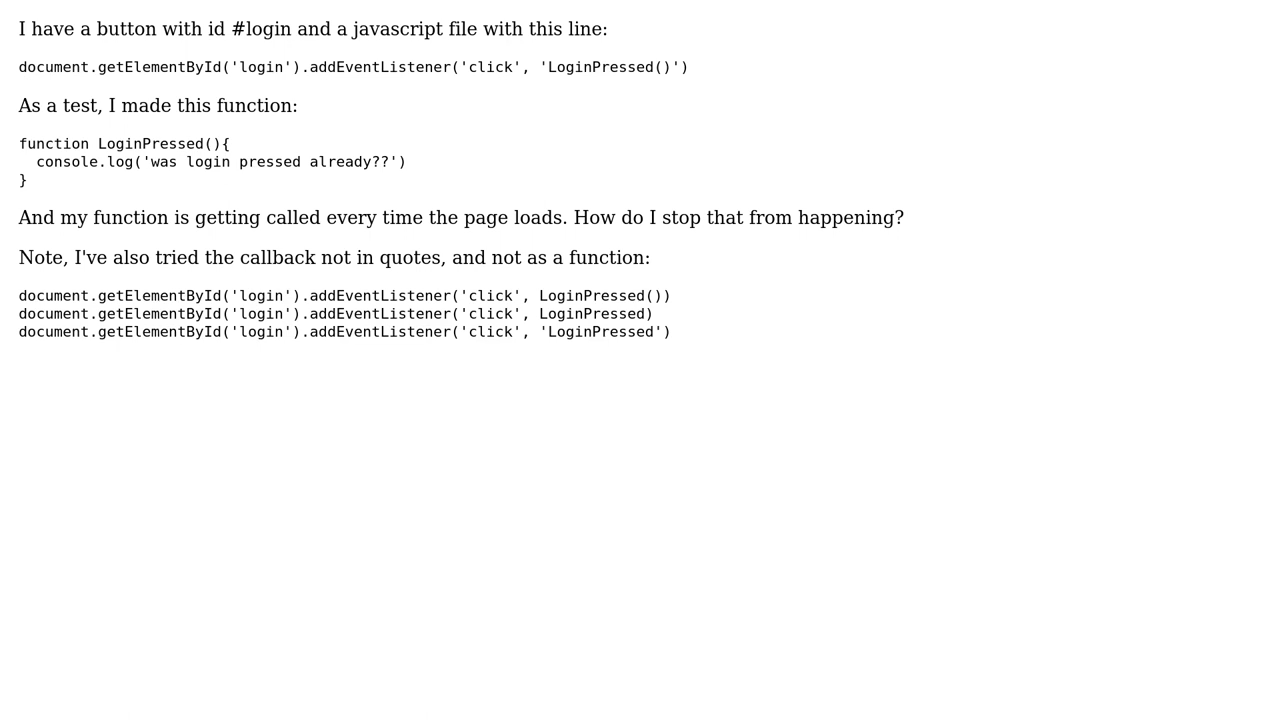 I have a button with id #login and a javascript file with this line:
document.getElementById('login').addEventListener('click', 'LoginPressed()')
As a test, I made this function:
function LoginPressed(){
  console.log('was login pressed already??')
}
And my function is getting called every time the page loads. How do I stop that from happening?
Note, I've also tried the callback not in quotes, and not as a function:
document.getElementById('login').addEventListener('click', LoginPressed())
document.getElementById('login').addEventListener('click', LoginPressed)
document.getElementById('login').addEventListener('click', 'LoginPressed')